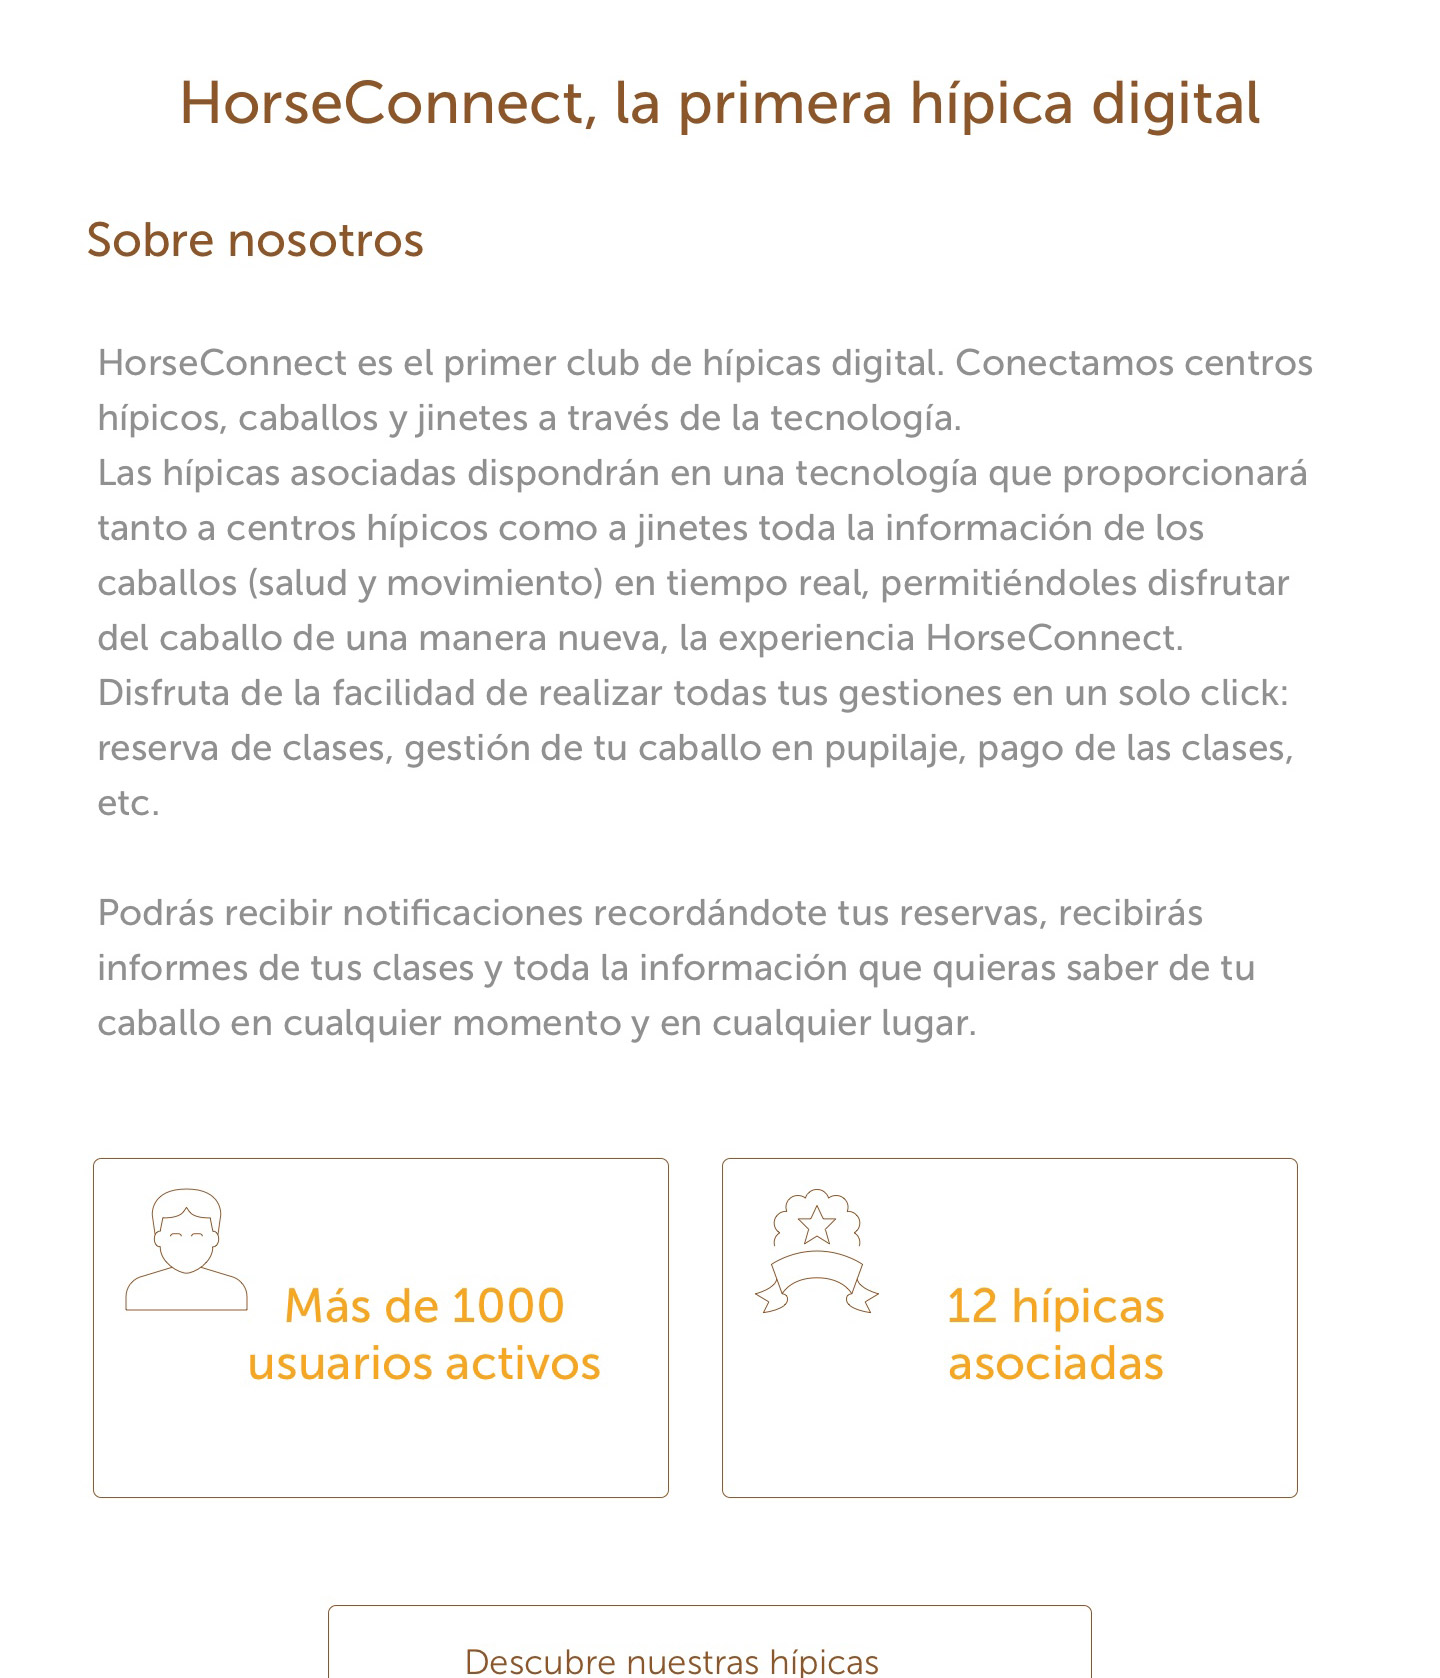 HorseConnect, la primera hípica digital
Sobre nosotros
HorseConnect es el primer club de hípicas digital. Conectamos centros
hípicos, caballos y jinetes a través de la tecnología.
Las hípicas asociadas dispondrán en una tecnología que proporcionará
tanto a centros hípicos como a jinetes toda la información de los
caballos (salud y movimiento) en tiempo real, permitiéndoles disfrutar
del caballo de una manera nueva, la experiencia HorseConnect.
Disfruta de la facilidad de realizar todas tus gestiones en un solo click:
reserva de clases, gestión de tu caballo en pupilaje, pago de las clases,
etc.
Podrás recibir notificaciones recordándote tus reservas, recibirás
informes de tus clases y toda la información que quieras saber de tu
caballo en cualquier momento y en cualquier lugar.
Más de 1000
usuarios activos
12 hípicas
asociadas
Descubre nuestras hípicas